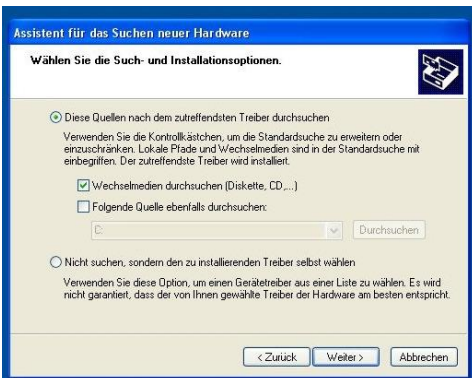 Assistent für das Suchen neuer Hardware
Wählen Sie die Such- und Installationsoptionen.
Diese Quellen nach dem zutreffendsten Treiber durchsuchen
Verwenden Sie die Kontrollkästchen, um die Standardsuche zu erweitern oder
einzuschränken. Lokale Pfade und Wechselmedien sind in der Standardsuche mit
einbegriffen. Der zutreffendste Treiber wird installiert.
Wechselmedien durchsuchen (Diskette, CD,...)
Folgende Quelle ebenfalls durchsuchen:
C: Durchsuchen
Nicht suchen, sondern den zu installierenden Treiber selbst wählen
Verwenden Sie diese Option, um einen Gerätetreiber aus einer Liste zu wählen. Es wird
nicht garantiert, dass der von Ihnen gewählte Treiber der Hardware am besten entspricht.
< Zurück Weiter > Abbrechen